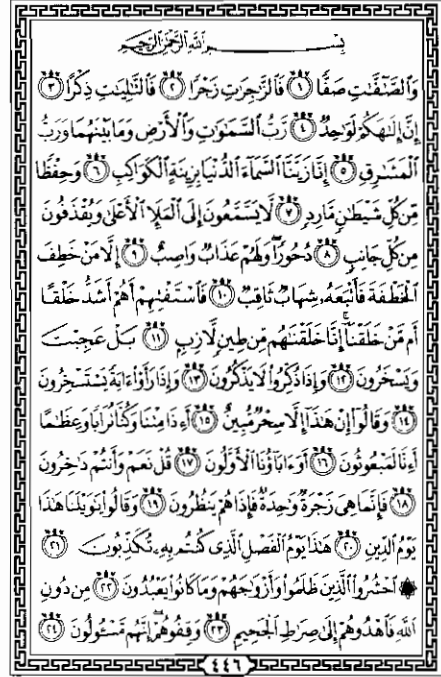 بِسْمِ ٱللَّهِ ٱلرَّحْمَٰنِ ٱلرَّحِيمِ
وَٱلصَّٰٓفَّٰتِ صَفًّا ١ فَٱلزَّٰجِرَٰتِ زَجْرًا ٢ فَٱلتَّٰلِيَٰتِ ذِكْرًا ٣
إِنَّ إِلَٰهَكُمْ لَوَٰحِدٌ ٤ رَّبُّ ٱلسَّمَٰوَٰتِ وَٱلْأَرْضِ وَمَا بَيْنَهُمَا وَرَبُّ
ٱلْمَشَٰرِقِ ٥ إِنَّا زَيَّنَّا ٱلسَّمَآءَ ٱلدُّنْيَا بِزِينَةٍ ٱلْكَوَاكِبِ ٦ وَحِفْظًا
مِّن كُلِّ شَيْطَٰنٍ مَّارِدٍ ٧ لَّا يَسَّمَّعُونَ إِلَى ٱلْمَلَإِ ٱلْأَعْلَىٰ وَيُقْذَفُونَ
مِن كُلِّ جَانِبٍ ٨ دُحُورًا وَلَهُمْ عَذَابٌ وَاصِبٌ ٩ إِلَّا مَنْ خَطِفَ
ٱلْخَطْفَةَ فَأَتْبَعَهُۥ شِهَابٌ ثَاقِبٌ ١٠ فَٱسْتَفْتِهِمْ أَهُمْ أَشَدُّ خَلْقًا
أَم مَّنْ خَلَقْنَآ ۚ إِنَّا خَلَقْنَٰهُم مِّن طِينٍ لَّازِبٍ ١١ بَلْ عَجِبْتَ
وَيَسْخَرُونَ ١٢ وَإِذَا ذُكِّرُوا۟ لَا يَذْكُرُونَ ١٣ وَإِذَا رَأَوْا۟ ءَايَةً يَسْتَسْخِرُونَ
١٤ وَقَالُوٓا۟ إِنْ هَٰذَآ إِلَّا سِحْرٌ مُّبِينٌ ١٥ أَءِذَا مِتْنَا وَكُنَّا تُرَابًا وَعِظَٰمًا
أَءِنَّا لَمَبْعُوثُونَ ١٦ أَوَءَابَآؤُنَا ٱلْأَوَّلُونَ ١٧ قُلْ نَعَمْ وَأَنتُمْ دَٰخِرُونَ
١٨ فَإِنَّمَا هِىَ زَجْرَةٌ وَٰحِدَةٌ فَإِذَا هُمْ يَنظُرُونَ ١٩ وَقَالُوا۟ يَٰوَيْلَنَا هَٰذَا
يَوْمُ ٱلدِّينِ ٢٠ هَٰذَا يَوْمُ ٱلْفَصْلِ ٱلَّذِى كُنتُم بِهِۦ تُكَذِّبُونَ ٢١
۞ ٱحْشُرُوا۟ ٱلَّذِينَ ظَلَمُوا۟ وَأَزْوَٰجَهُمْ وَمَا كَانُوا۟ يَعْبُدُونَ ٢٢ مِن دُونِ
ٱللَّهِ فَٱهْدُوهُمْ إِلَىٰ صِرَٰطِ ٱلْجَحِيمِ ٢٣ وَقِفُوهُمْ ۖ إِنَّهُم مَّسْـُٔولُونَ ٢٤
٤٤٦